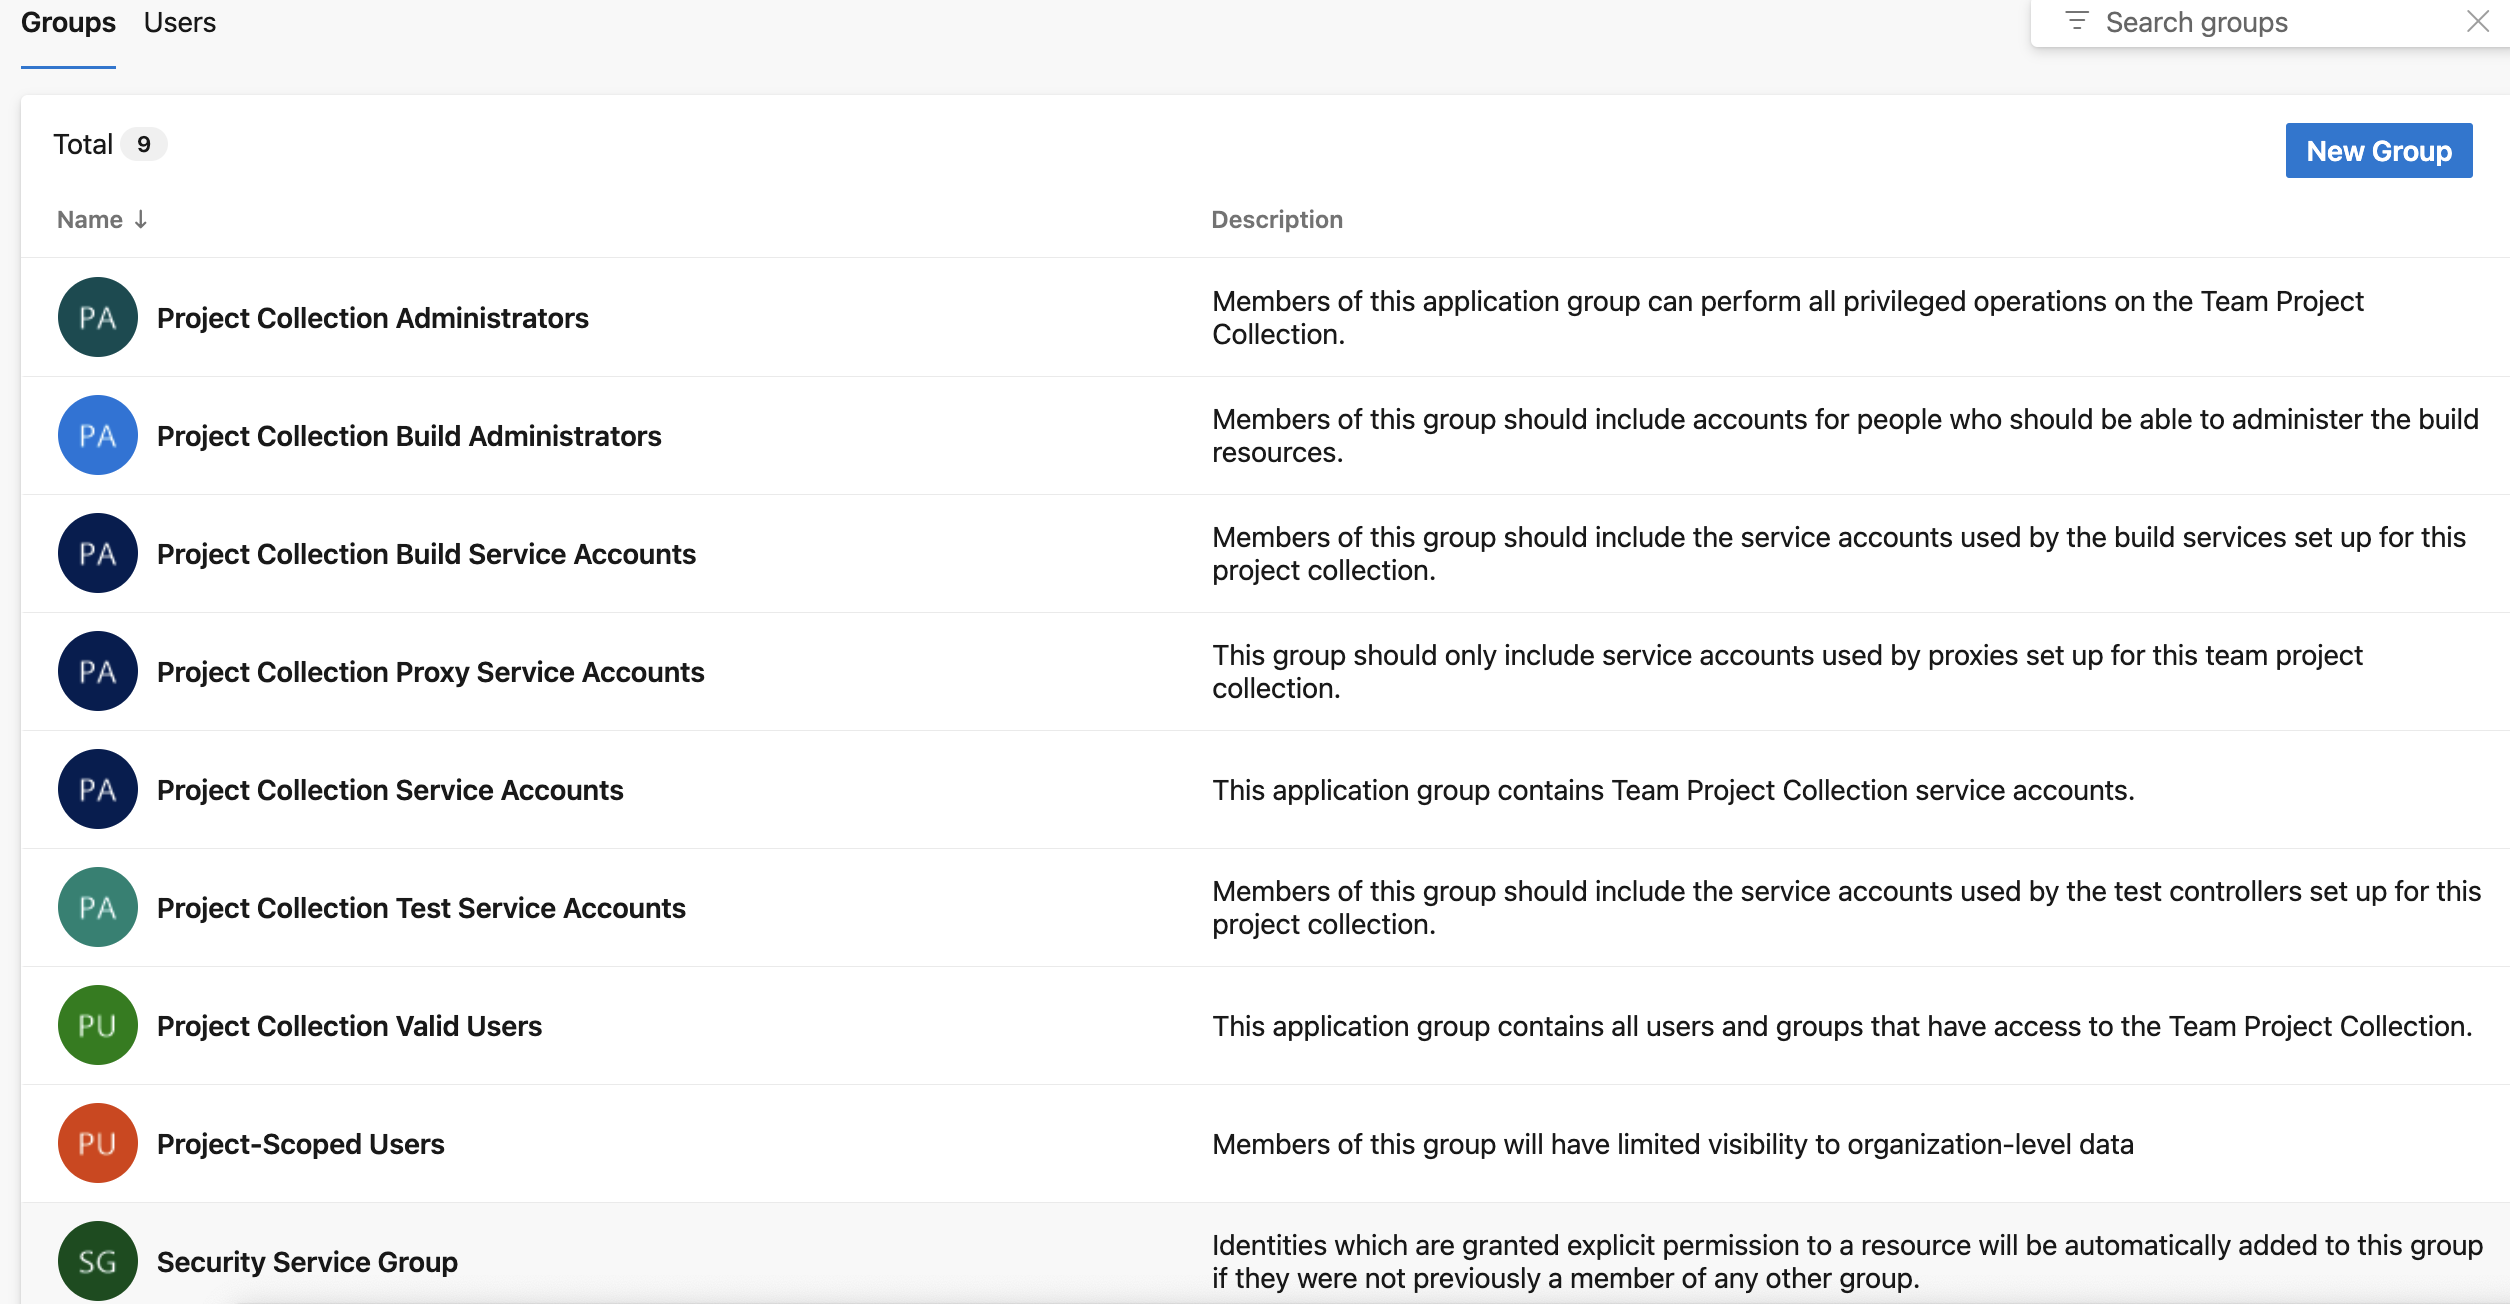 Groups Users
Search groups
Total 9
New Group
Name ↓ Description
PA Project Collection Administrators
Members of this application group can perform all privileged operations on the Team Project
Collection.
PA Project Collection Build Administrators
Members of this group should include accounts for people who should be able to administer the build
resources.
PA Project Collection Build Service Accounts
Members of this group should include the service accounts used by the build services set up for this
project collection.
PA Project Collection Proxy Service Accounts
This group should only include service accounts used by proxies set up for this team project
collection.
PA Project Collection Service Accounts
This application group contains Team Project Collection service accounts.
PA Project Collection Test Service Accounts
Members of this group should include the service accounts used by the test controllers set up for this
project collection.
PU Project Collection Valid Users
This application group contains all users and groups that have access to the Team Project Collection.
PU Project-Scoped Users
Members of this group will have limited visibility to organization-level data
SG Security Service Group
Identities which are granted explicit permission to a resource will be automatically added to this group
if they were not previously a member of any other group.